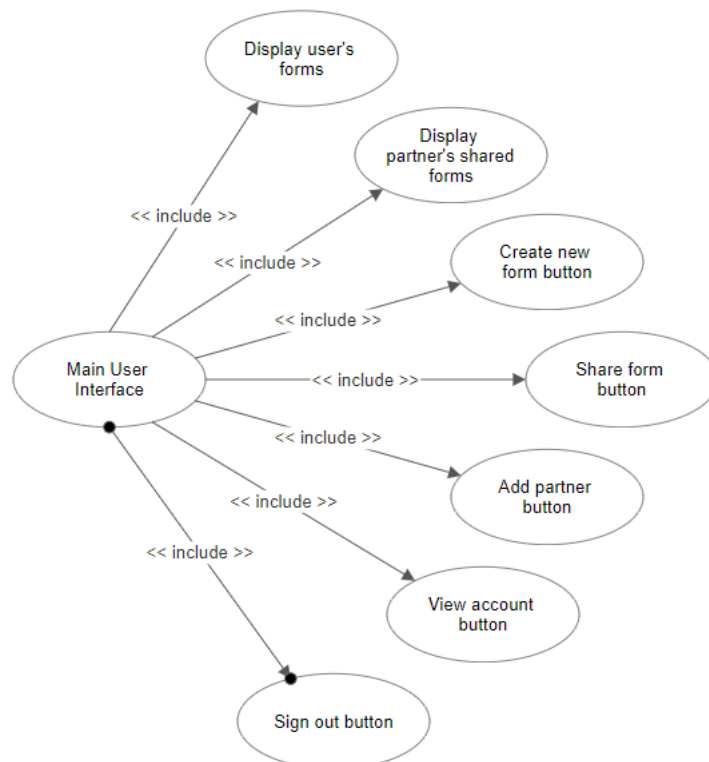 Display user's
forms
Display
partner's shared
forms
<< include >>
<< include >>
Create new
form button
<< include >>
Main User
Interface
<< include >>
Share form
button
<< include >>
Add partner
button
<< include >>
<< include >>
View account
button
Sign out button